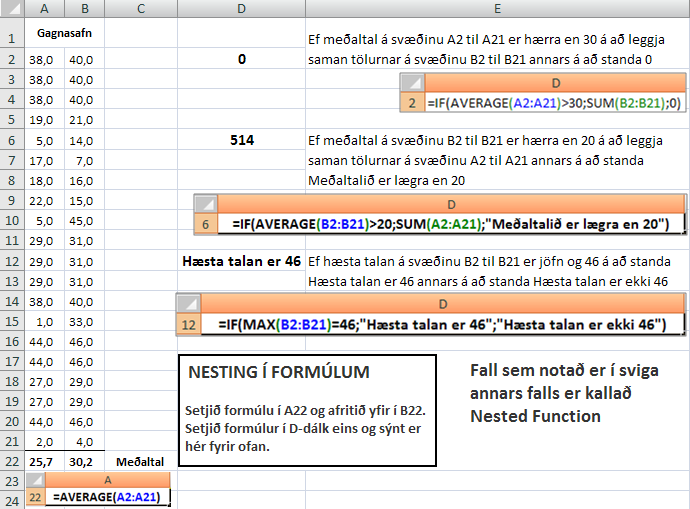 A B C D E
1 Gagnasafn Ef meðaltal á svæðinu A2 til A21 er hærra en 30 á að leggja
2 38,0 40,0 0 saman tölurnar á svæðinu B2 til B21 annars á að standa 0
3 38,0 40,0 D
4 38,0 40,0 2 =IF(AVERAGE(A2:A21)>30;SUM(B2:B21);0)
5 19,0 21,0
6 5,0 14,0 514 Ef meðaltal á svæðinu B2 til B21 er hærra en 20 á að leggja
7 17,0 7,0 saman tölurnar á svæðinu A2 til A21 annars á að standa
8 18,0 16,0 Meðaltalið er lægra en 20
9 22,0 15,0 D
10 5,0 45,0 6 =IF(AVERAGE(B2:B21)>20;SUM(A2:A21);"Meðaltalið er lægra en 20")
11 29,0 31,0
12 29,0 31,0 Hæsta talan er 46 Ef hæsta talan á svæðinu B2 til B21 er jöfn og 46 á að standa
13 29,0 31,0 Hæsta talan er 46 annars á að standa Hæsta talan er ekki 46
14 38,0 40,0 D
15 1,0 33,0 12 =IF(MAX(B2:B21)=46;"Hæsta talan er 46";"Hæsta talan er ekki 46")
16 44,0 46,0
17 44,0 46,0 NESTING Í FORMÚLUM Fall sem notað er í sviga
18 27,0 29,0 annars falls er kallað
19 27,0 29,0 Setjið formúlu í A22 og afritið yfir í B22. Nested Function
20 44,0 46,0 Setjið formúlur í D-dálk eins og sýnt er
21 2,0 4,0 hér fyrir ofan.
22 25,7 30,2 Meðaltal
23 A
24 22 =AVERAGE(A2:A21)